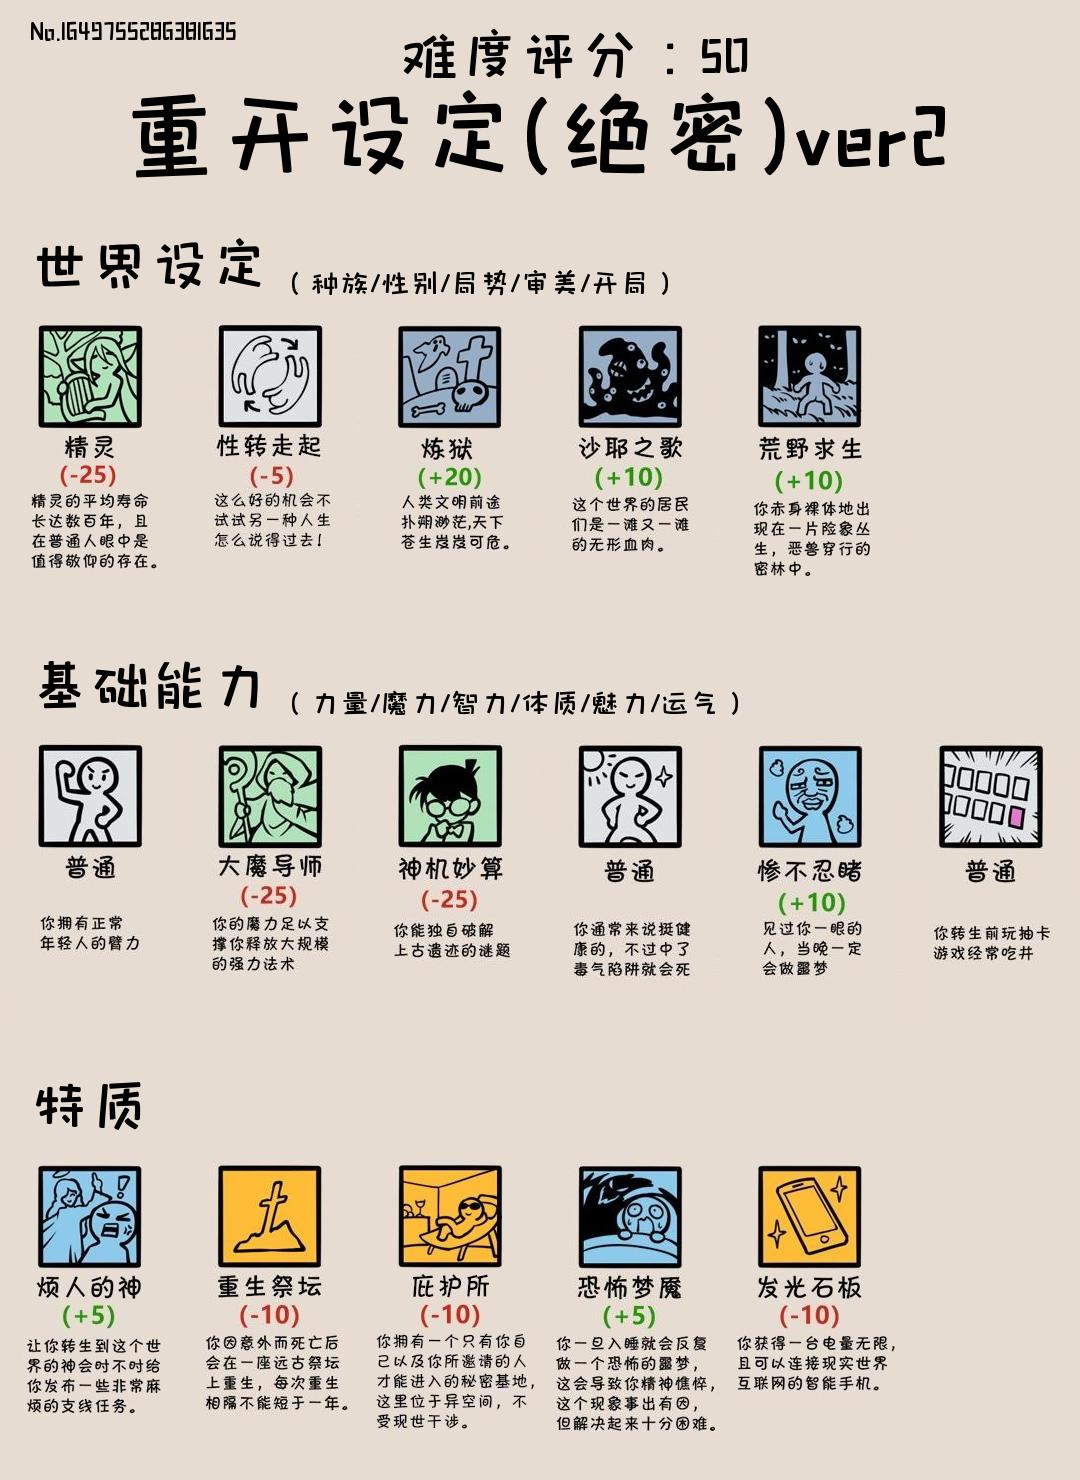 No.1649755286381635
难度评分：50
重开设定(绝密)ver2
世界设定 （种族/性别/局势/审美/开局）
精灵
(-25)
精灵的平均寿命
长达数百年，且
在普通人眼中是
值得敬仰的存在。
性转走起
(-5)
这么好的机会不
试试另一种人生
怎么说得过去！
炼狱
(+20)
人类文明前途
扑朔渺茫,天下
苍生岌岌可危。
沙耶之歌
(+10)
这个世界的居民
们是一滩又一滩
的无形血肉。
荒野求生
(+10)
你赤身裸体地出
现在一片险象丛
生，恶兽穿行的
密林中。
基础能力 （力量/魔力/智力/体质/魅力/运气）
普通
你拥有正常
年轻人的臂力
大魔导师
(-25)
你的魔力足以支
撑你释放大规模
的强力法术
神机妙算
(-25)
你能独自破解
上古遗迹的谜题
普通
你通常来说挺健
康的，不过中了
毒气陷阱就会死
惨不忍睹
(+10)
见过你一眼的
人，当晚一定
会做噩梦
普通
你转生前玩抽卡
游戏经常吃井
特质
烦人的神
(+5)
让你转生到这个世
界的神会时不时给
你发布一些非常麻
烦的支线任务。
重生祭坛
(-10)
你因意外而死亡后
会在一座远古祭坛
上重生，每次重生
相隔不能短于一年。
庇护所
(-10)
你拥有一个只有你自
己以及你所邀请的人
才能进入的秘密基地，
这里位于异空间，不
受现世干涉。
恐怖梦魇
(+5)
你一旦入睡就会反复
做一个恐怖的噩梦，
这会导致你精神憔悴，
这个现象事出有因，
但解决起来十分困难。
发光石板
(-10)
你获得一台电量无限，
且可以连接现实世界
互联网的智能手机。